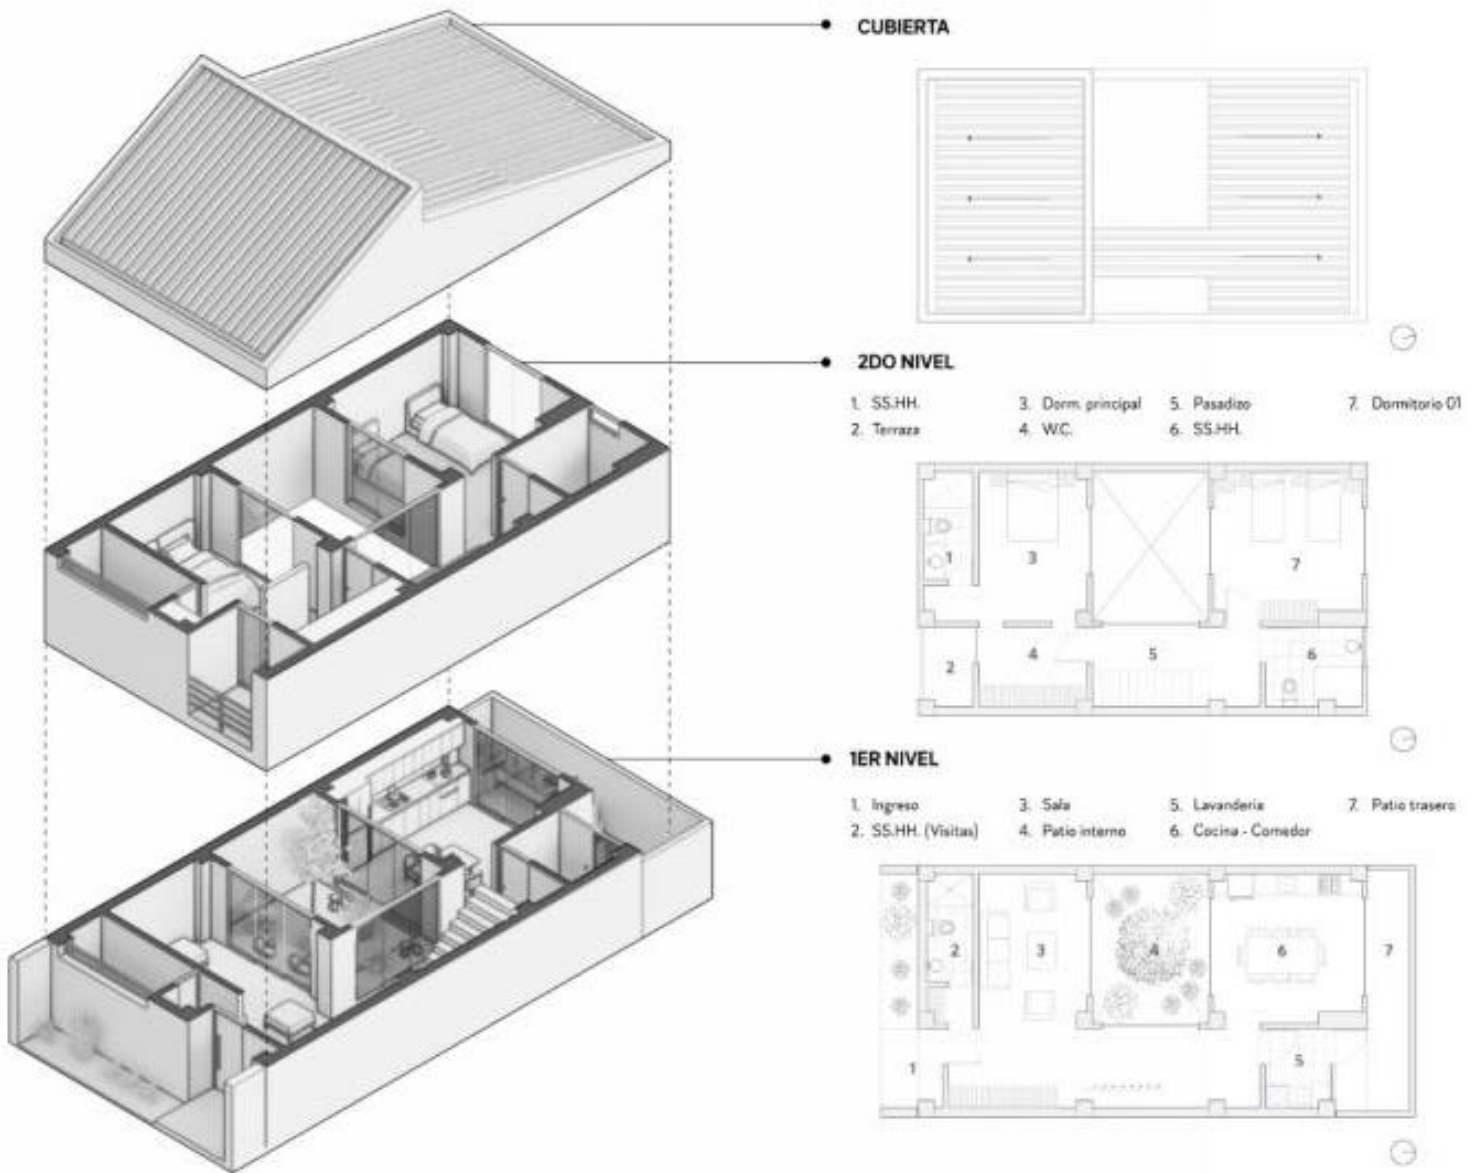 CUBIERTA
2DO NIVEL
1. SS.HH. 3. Dorm. principal 5. Pasadizo 7. Dormitorio 01
2. Terraza 4. W.C. 6. SS.HH.
1 3 7
2 4 5 6
1ER NIVEL
1. Ingreso 3. Sala 5. Lavanderia 7. Patio trasero
2. SS.HH. (Visitas) 4. Patio interno 6. Cocina - Comedor
2 3 4 6 7
1 5